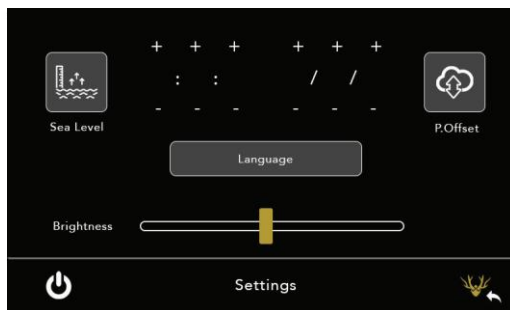 + + + + + +
: : / /
- - - - - -
Sea Level
P.Offset
Language
Brightness
Settings